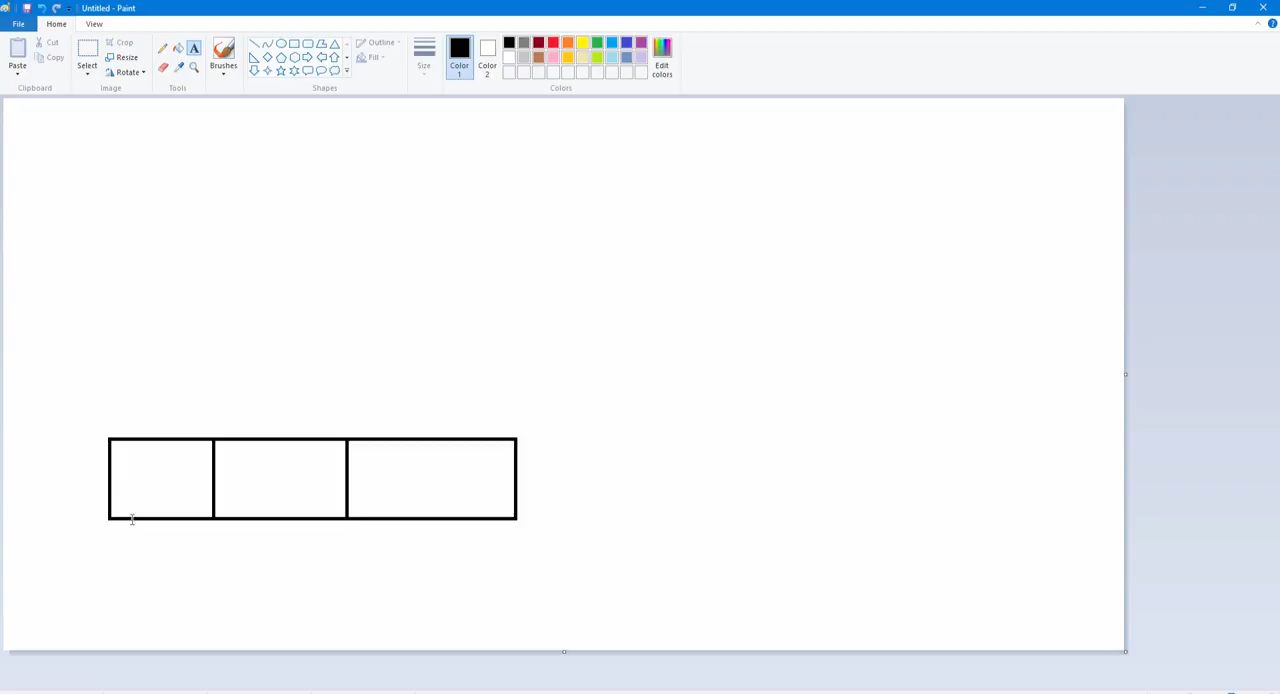 Untitled - Paint
File Home View
Paste
Cut
Copy
Clipboard
Select
Crop
Resize
Rotate
Image
A
Tools
Brushes
Shapes
Outline
Fill
Size
Color 1
Color 2
Edit colors
Colors